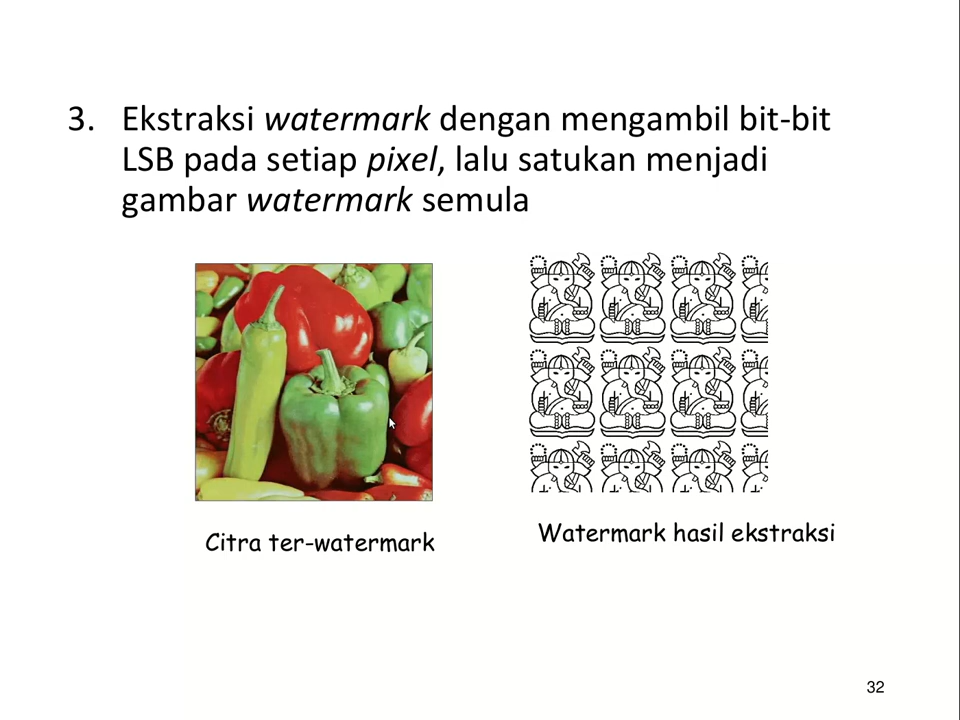 3. Ekstraksi watermark dengan mengambil bit-bit
LSB pada setiap pixel, lalu satukan menjadi
gambar watermark semula
Citra ter-watermark
Watermark hasil ekstraksi
32